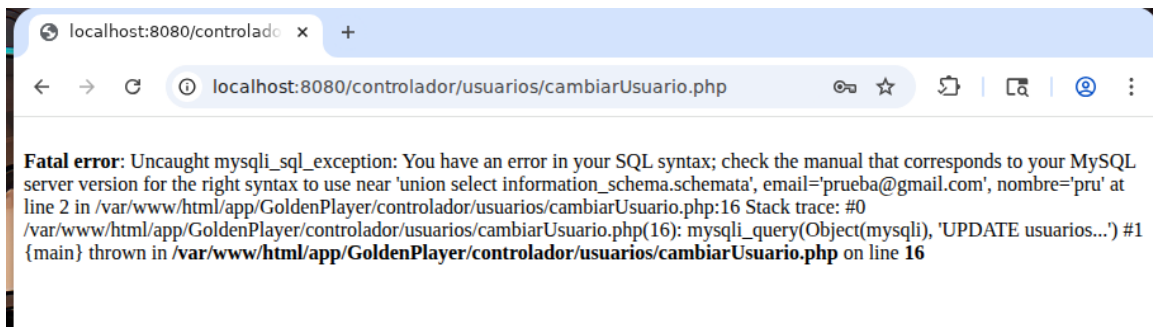 localhost:8080/controlado
localhost:8080/controlador/usuarios/cambiarUsuario.php
Fatal error: Uncaught mysqli_sql_exception: You have an error in your SQL syntax; check the manual that corresponds to your MySQL
server version for the right syntax to use near 'union select information_schema.schemata', email='prueba@gmail.com', nombre='pru' at
line 2 in /var/www/html/app/GoldenPlayer/controlador/usuarios/cambiarUsuario.php:16 Stack trace: #0
/var/www/html/app/GoldenPlayer/controlador/usuarios/cambiarUsuario.php(16): mysqli_query(Object(mysqli), 'UPDATE usuarios...') #1
{main} thrown in /var/www/html/app/GoldenPlayer/controlador/usuarios/cambiarUsuario.php on line 16